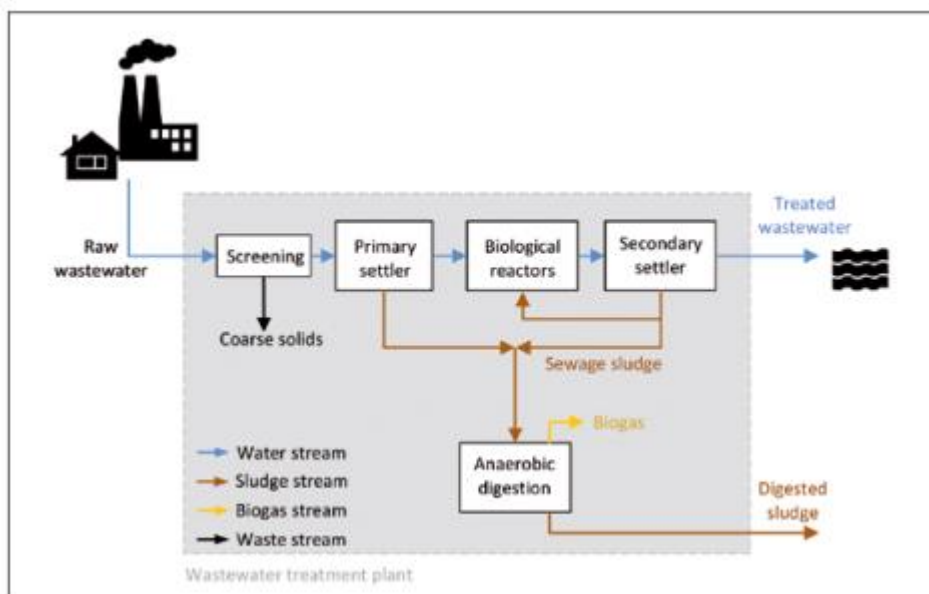 Treated
wastewater
Raw
wastewater
Screening
Primary
settler
Biological
reactors
Secondary
settler
Coarse solids
Sewage sludge
Biogas
Anaerobic
digestion
Digested
sludge
Water stream
Sludge stream
Biogas stream
Waste stream
Wastewater treatment plant